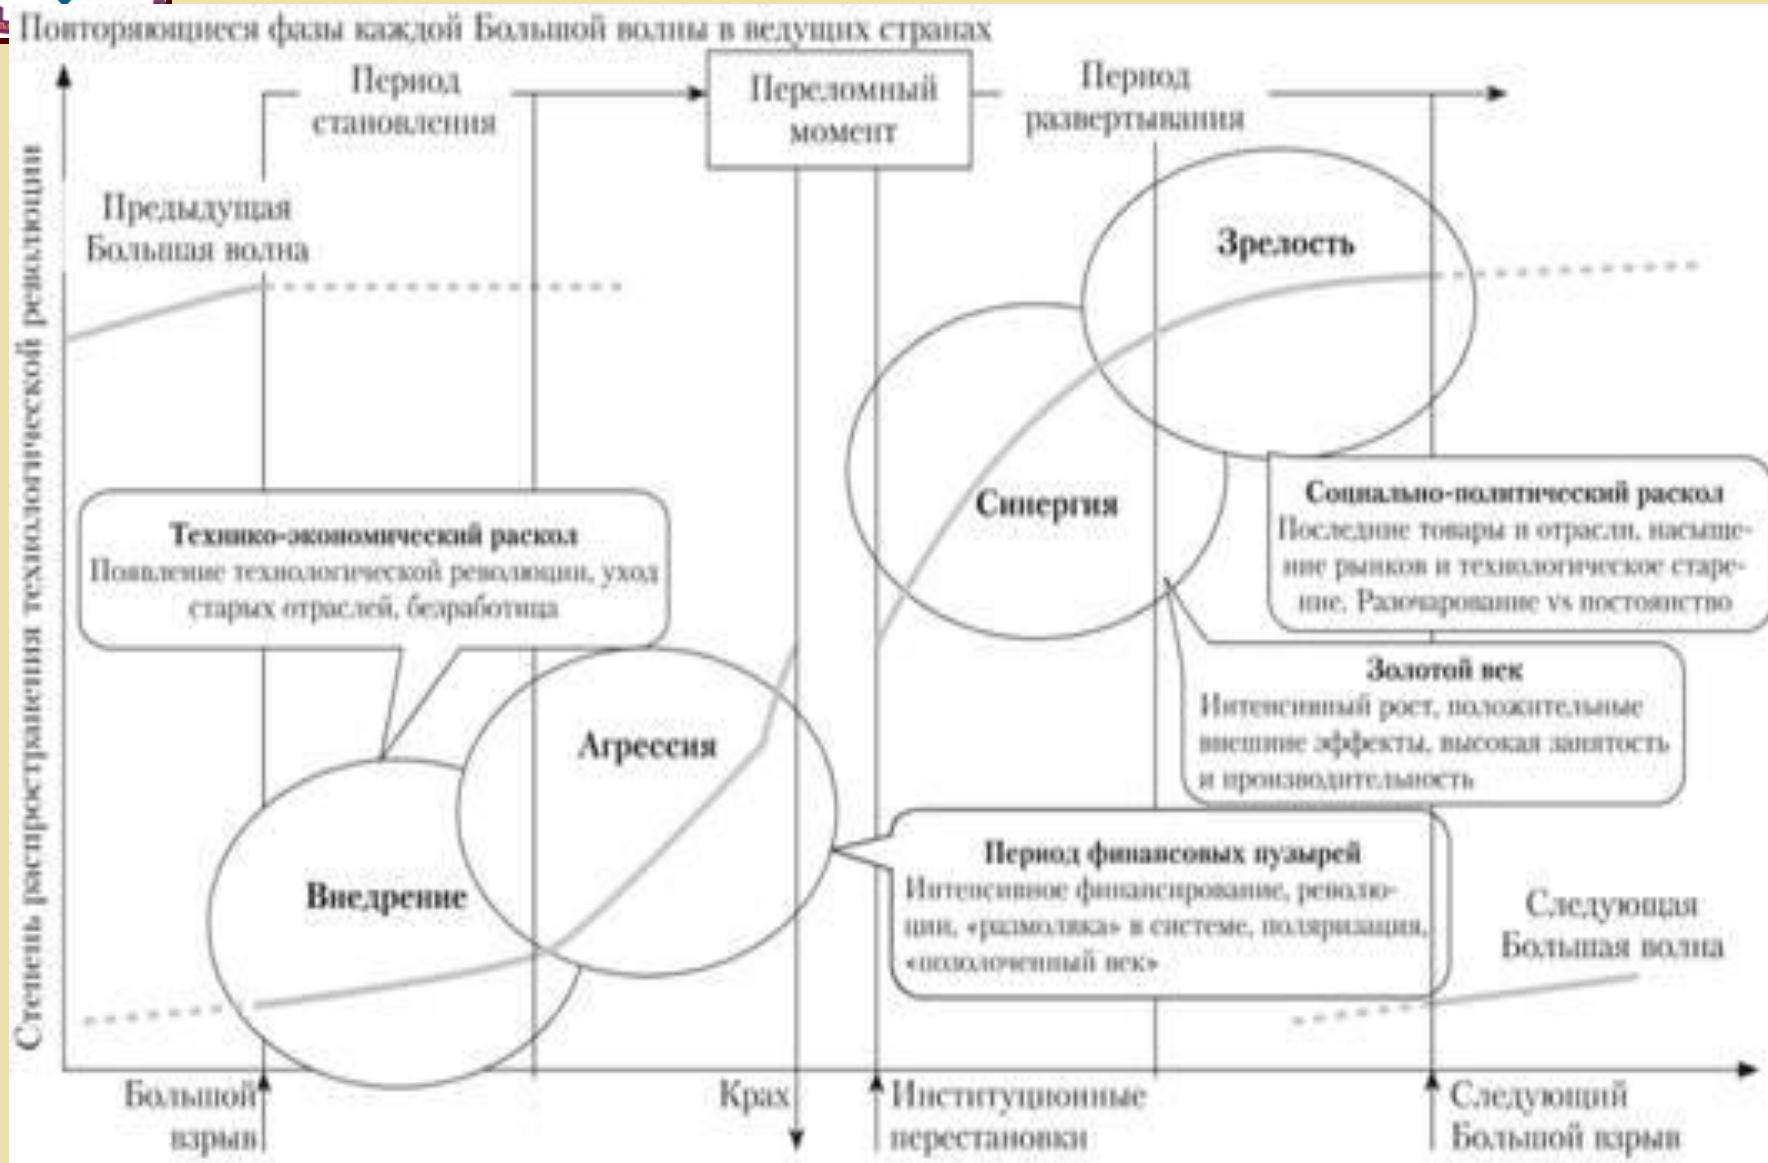 Повторяющиеся фазы каждой Большой волны в ведущих странах
Период
становления
Переломный
момент
Период
развертывания
Степень распространения технологической революции
Предыдущая
Большая волна
Зрелость
Синергия
Социально-политический раскол
Последние товары и отрасли, насыще-
ние рынков и технологическое старе-
ние. Разочарование vs постоянство
Технико-экономический раскол
Появление технологической революции, уход
старых отраслей, безработица
Золотой век
Интенсивный рост, положительные
внешние эффекты, высокая занятость
и производительность
Агрессия
Внедрение
Период финансовых пузырей
Интенсивное финансирование, револю-
ции, «размолвка» в системе, поляризация,
«позолоченный век»
Следующая
Большая волна
Большой
взрыв
Крах
Институционные
перестановки
Следующий
Большой взрыв